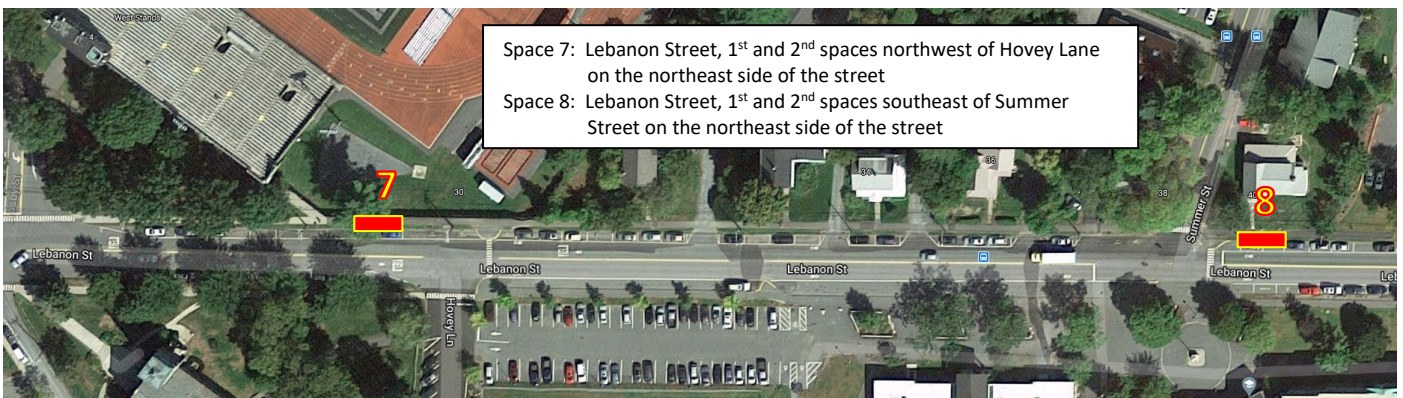 West Stands
4
Space 7: Lebanon Street, 1st and 2nd spaces northwest of Hovey Lane
on the northeast side of the street
Space 8: Lebanon Street, 1st and 2nd spaces southeast of Summer
Street on the northeast side of the street
7
30
34
36
38
40
8
Summer St
Lebanon St
Lebanon St
Lebanon St
Lebanon St
Leb
Hovey Ln